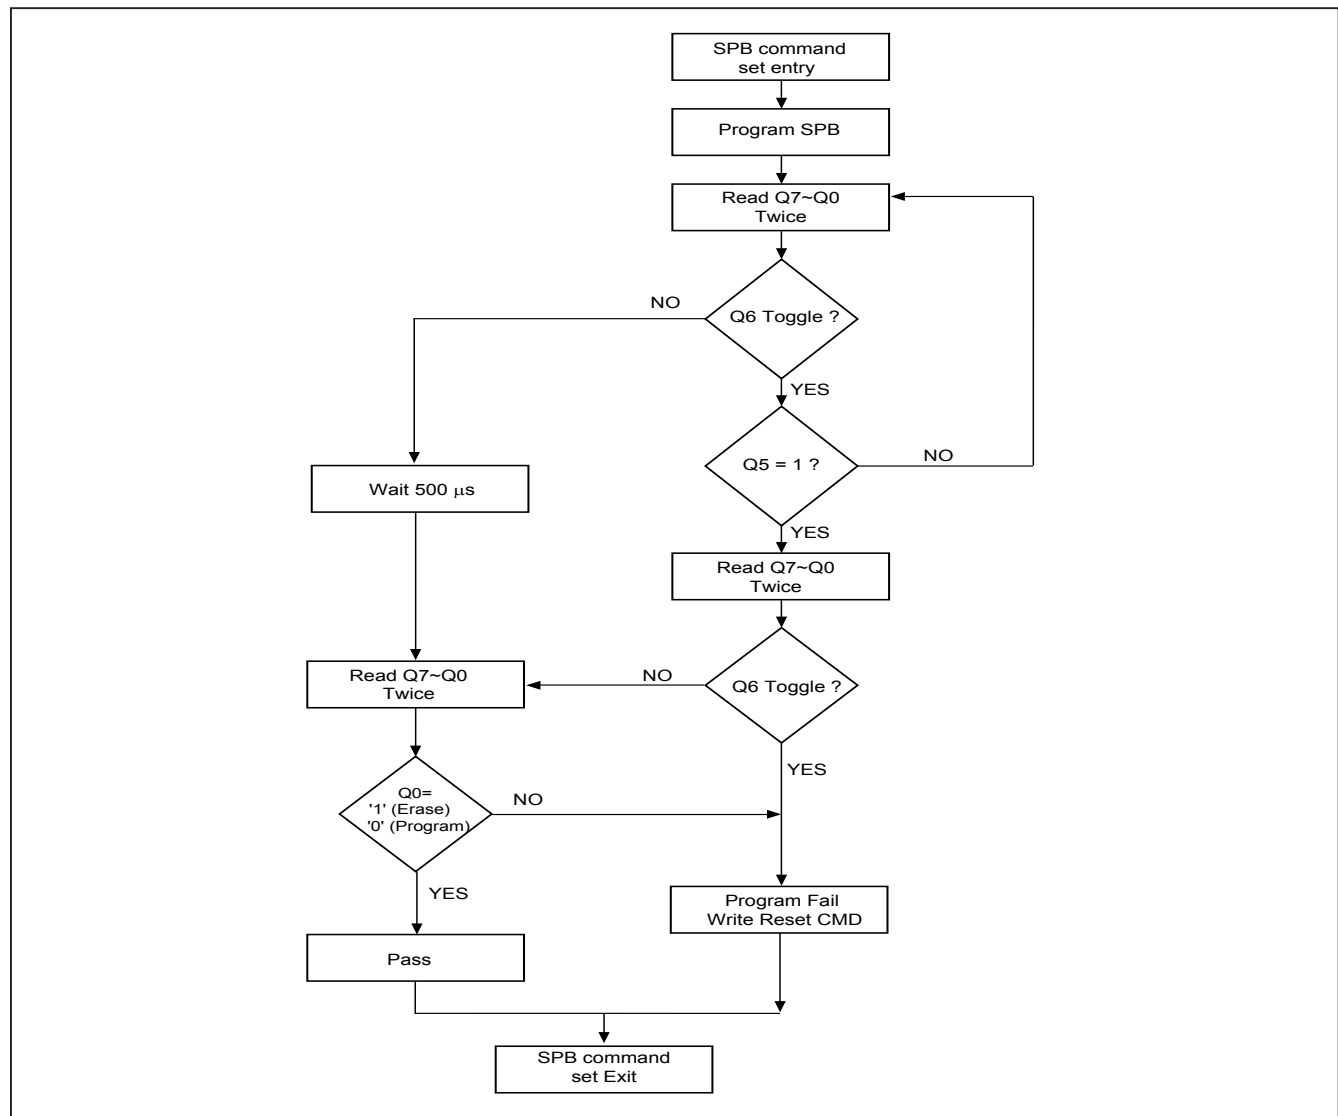 SPB command
set entry
Program SPB
Read Q7~Q0
Twice
Q6 Toggle ?
NO
YES
Q5 = 1 ?
NO
Wait 500 μs
YES
Read Q7~Q0
Twice
Read Q7~Q0
Twice
NO
Q6 Toggle ?
YES
Q0=
'1' (Erase)
'0' (Program)
NO
YES
Program Fail
Write Reset CMD
Pass
SPB command
set Exit